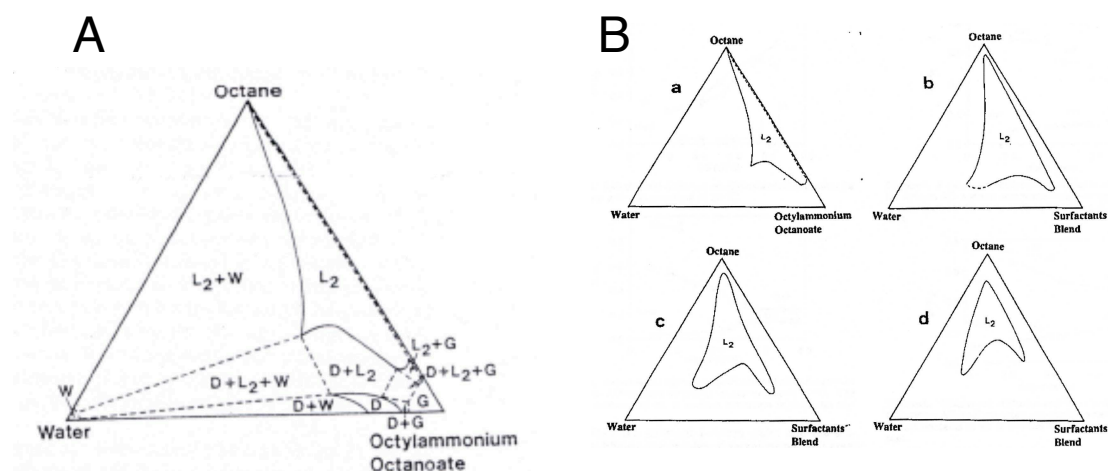 A
Octane
L₂+W
L₂
L₂+G
D+L₂+W
D+L₂
D+L₂+G
W
D+W
D
G
D+G
Water
Octylammonium
Octanoate
B
a
Octane
L₂
Water
Octylammonium
Octanoate
b
Octane
L₂
Water
Surfactants
Blend
c
Octane
L₂
Water
Surfactants
Blend
d
Octane
L₂
Water
Surfactants
Blend